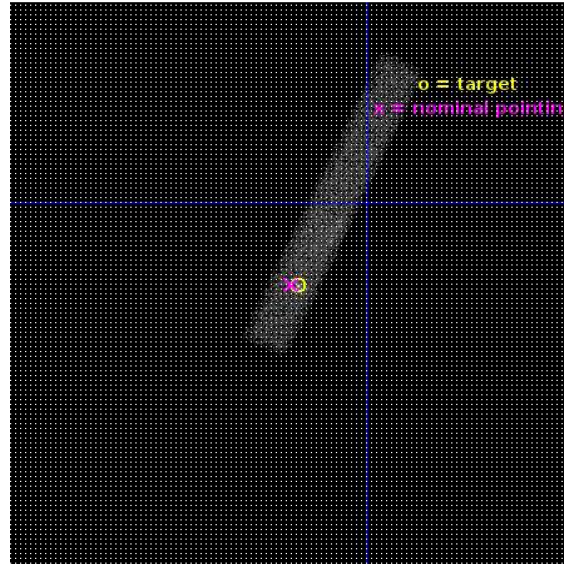 o = target
x = nominal pointin